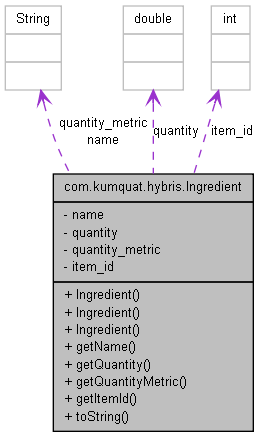 String
double
int
quantity_metric
name
quantity
item_id
com.kumquat.hybris.Ingredient
- name
- quantity
- quantity_metric
- item_id
+ Ingredient()
+ Ingredient()
+ Ingredient()
+ getName()
+ getQuantity()
+ getQuantityMetric()
+ getItemId()
+ toString()